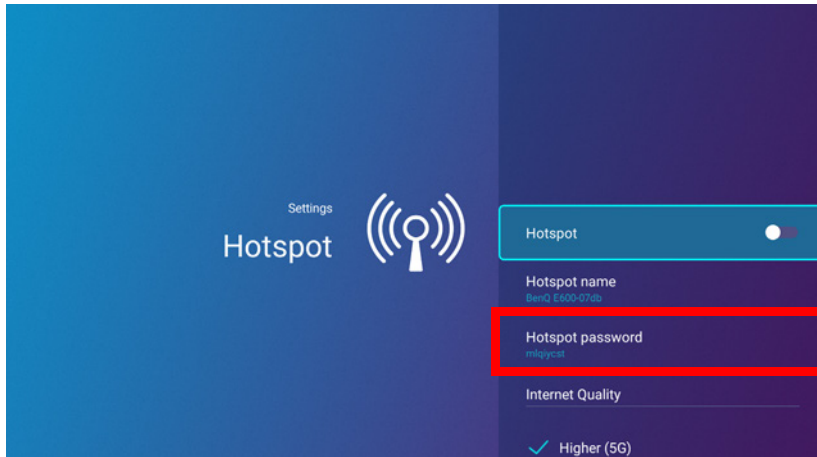 Settings
Hotspot
Hotspot
Hotspot name
BenQ E600-07db
Hotspot password
mlqiycst
Internet Quality
Higher (5G)